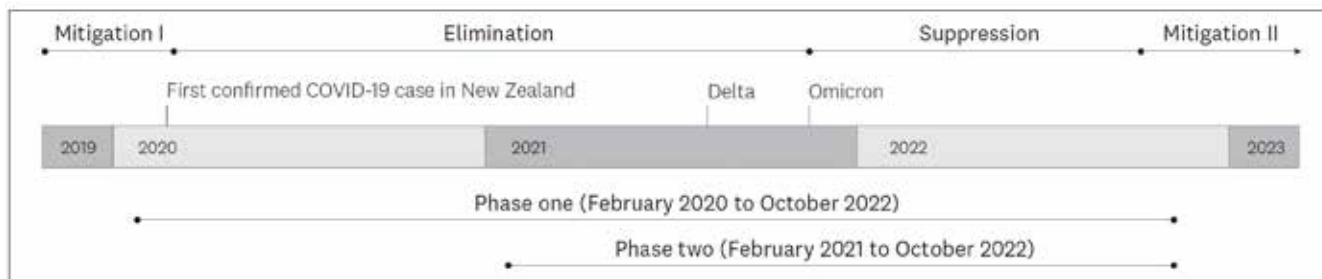 Mitigation I Elimination Suppression Mitigation II
First confirmed COVID-19 case in New Zealand Delta Omicron
2019 2020 2021 2022 2023
Phase one (February 2020 to October 2022)
Phase two (February 2021 to October 2022)